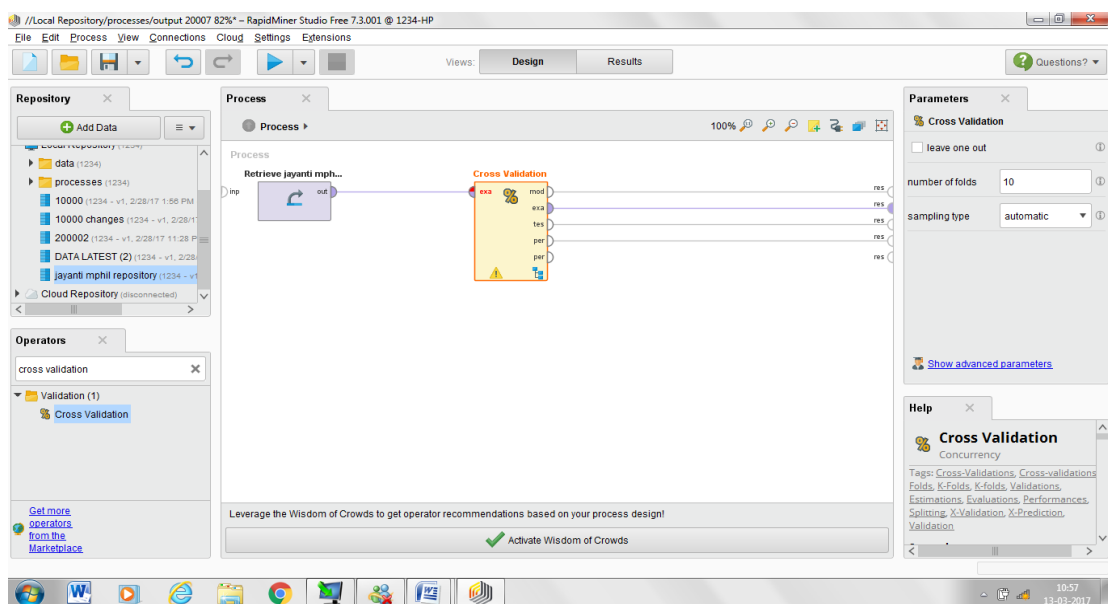 //Local Repository/processes/output 20007 82%* – RapidMiner Studio Free 7.3.001 @ 1234-HP
File Edit Process View Connections Cloud Settings Extensions
Views: Design Results Questions?
Repository
Add Data
data (1234)
processes (1234)
10000 (1234 - v1, 2/28/17 1:56 PM
10000 changes (1234 - v1, 2/28/17
200002 (1234 - v1, 2/28/17 11:28 P
DATA LATEST (2) (1234 - v1, 2/28/
jayanti mphil repository (1234 - v1
Cloud Repository (disconnected)
Operators
cross validation
Validation (1)
Cross Validation
Get more
operators
from the
Marketplace
Process
Process
100%
Process
Retrieve jayanti mph...
inp
out
Cross Validation
exa
mod
exa
tes
per
per
res
res
res
res
res
Leverage the Wisdom of Crowds to get operator recommendations based on your process design!
Activate Wisdom of Crowds
Parameters
Cross Validation
leave one out
number of folds 10
sampling type automatic
Show advanced parameters
Help
Cross Validation
Concurrency
Tags: Cross-Validations, Cross-validations
Folds, K-Folds, K-folds, Validations,
Estimations, Evaluations, Performances,
Splitting, X-Validation, X-Prediction,
Validation
10:57
13-03-2017